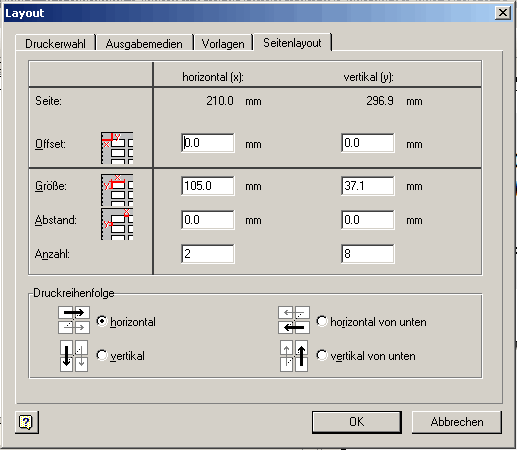 Layout
Druckerwahl Ausgabemedien Vorlagen Seitenlayout
horizontal (x): vertikal (y):
Seite: 210.0 mm 296.9 mm
Offset: x y 0.0 mm 0.0 mm
Größe: x y 105.0 mm 37.1 mm
Abstand: x y 0.0 mm 0.0 mm
Anzahl: 2 8
Druckreihenfolge
horizontal horizontal von unten
vertikal vertikal von unten
? OK Abbrechen